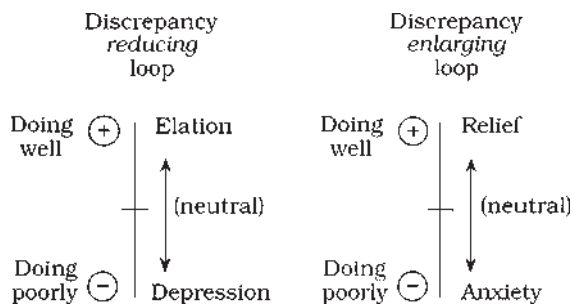 Discrepancy
reducing
loop
Doing
well
+
Elation
(neutral)
Doing
poorly
−
Depression
Discrepancy
enlarging
loop
Doing
well
+
Relief
(neutral)
Doing
poorly
−
Anxiety